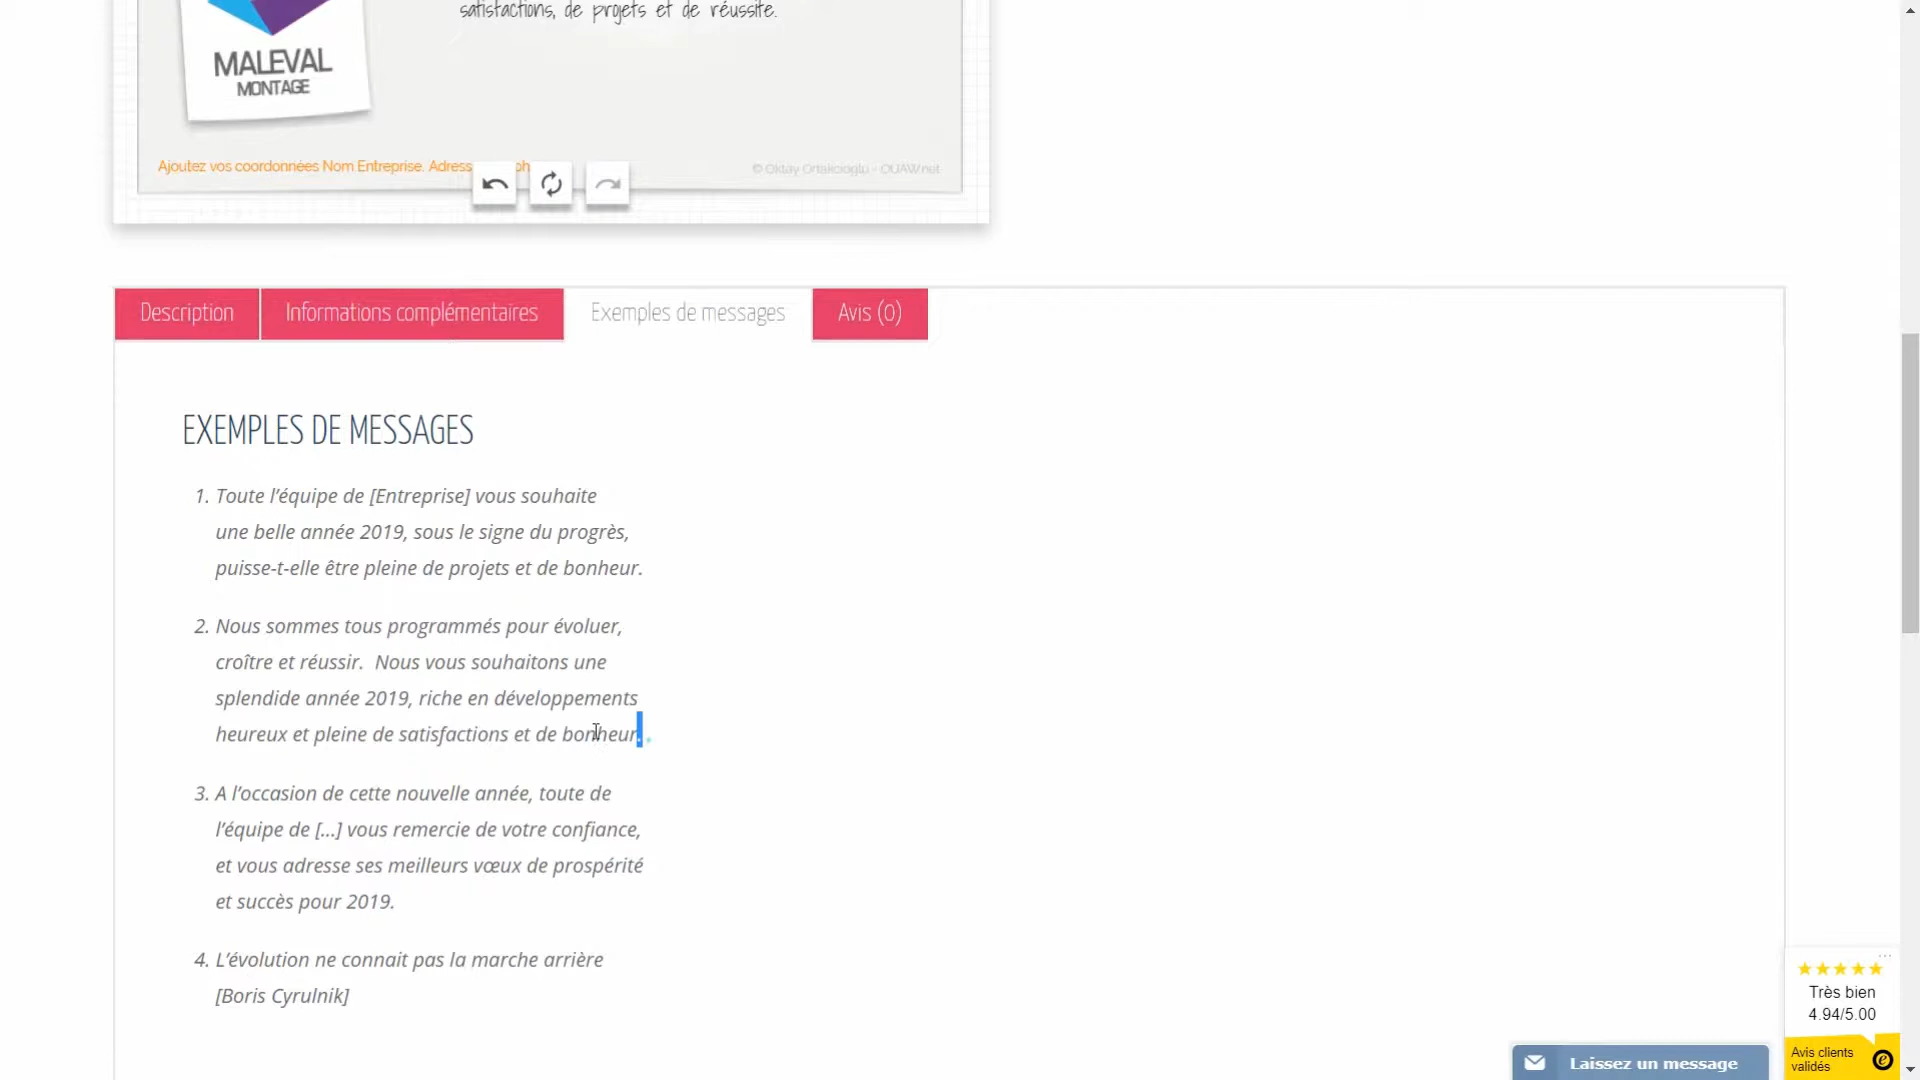 satisfactions, de projets et de réussite.
MALEVAL
MONTAGE
Ajoutez vos coordonnées Nom Entreprise. Adress ph
© Oktay Ortakcioglu - OUAW.net
Description
Informations complémentaires
Exemples de messages
Avis (0)
EXEMPLES DE MESSAGES
1. Toute l’équipe de [Entreprise] vous souhaite
une belle année 2019, sous le signe du progrès,
puisse-t-elle être pleine de projets et de bonheur.
2. Nous sommes tous programmés pour évoluer,
croître et réussir.  Nous vous souhaitons une
splendide année 2019, riche en développements
heureux et pleine de satisfactions et de bonheur.
3. A l’occasion de cette nouvelle année, toute de
l’équipe de […] vous remercie de votre confiance,
et vous adresse ses meilleurs vœux de prospérité
et succès pour 2019.
4. L’évolution ne connait pas la marche arrière
[Boris Cyrulnik]
Très bien
4.94/5.00
Avis clients
validés
Laissez un message